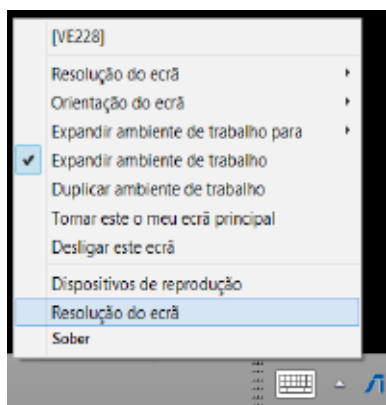 [VE228]
Resolução do ecrã
Orientação do ecrã
Expandir ambiente de trabalho para
Expandir ambiente de trabalho
Duplicar ambiente de trabalho
Tornar este o meu ecrã principal
Desligar este ecrã
Dispositivos de reprodução
Resolução do ecrã
Sober